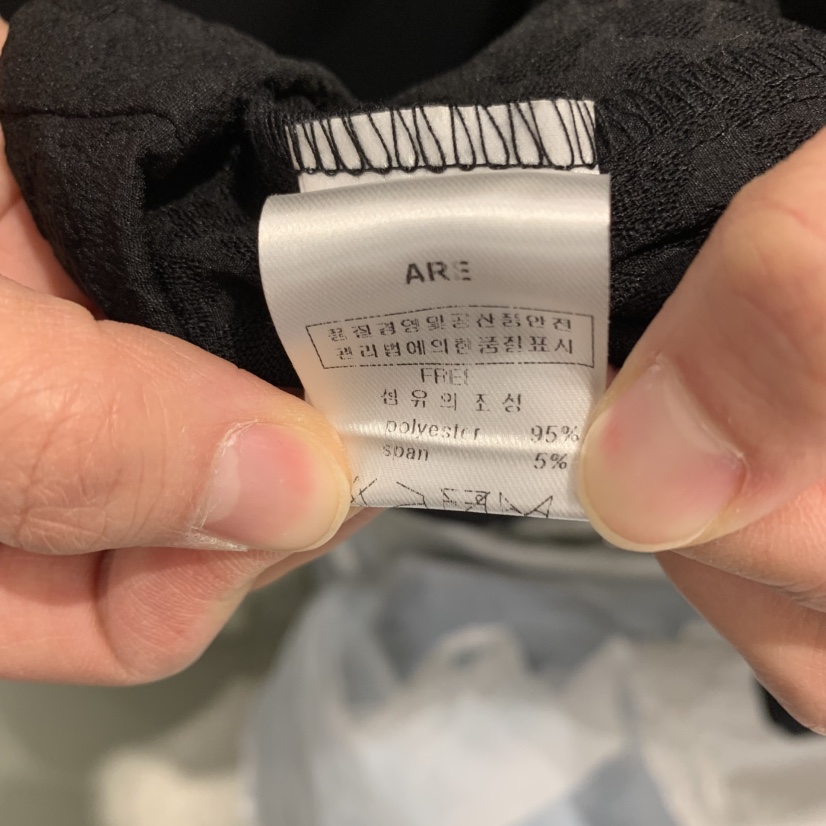 ARE
품질경영및공산품안전
관리법에의한품질표시
FREE
섬유의 조성
polyester 95%
span 5%